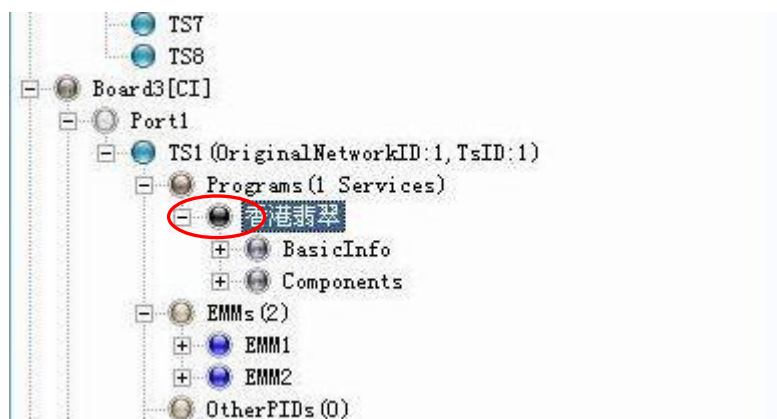 TS7
TS8
Board3[CI]
Port1
TS1(OriginalNetworkID:1,TsID:1)
Programs(1 Services)
香港翡翠
BasicInfo
Components
EMMs(2)
EMM1
EMM2
OtherPIDs(0)